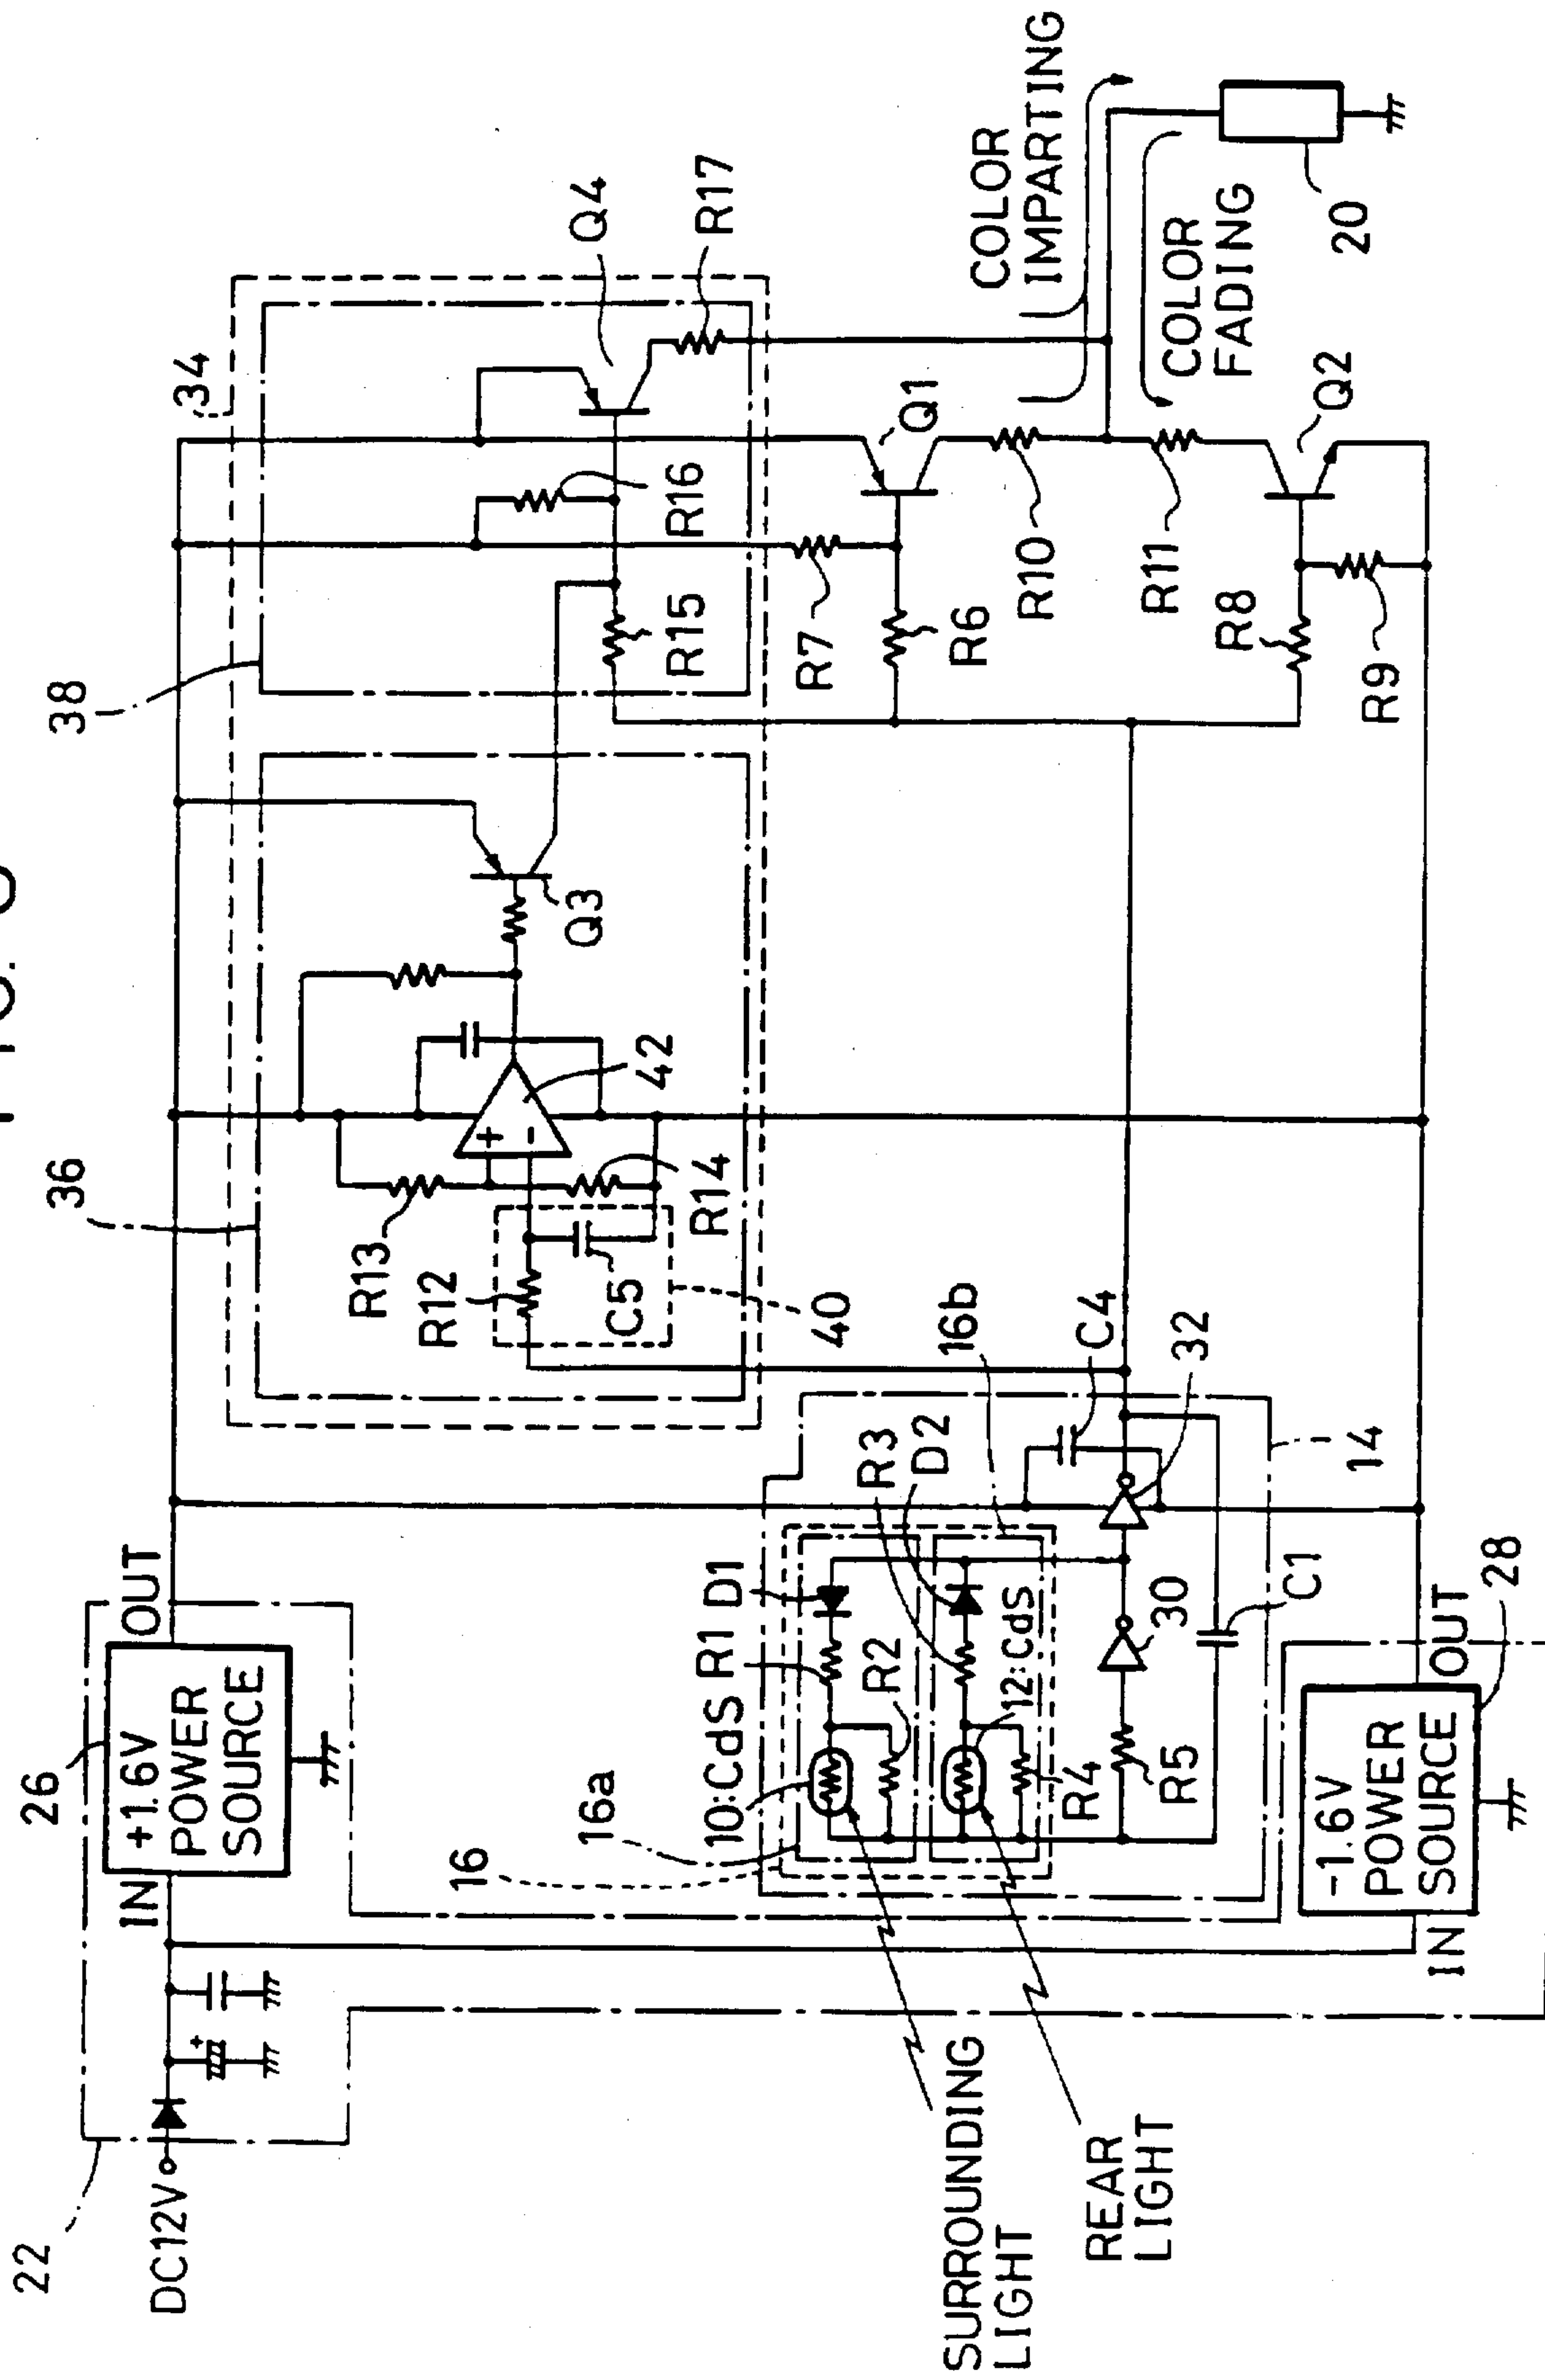 22
DC12V
26
IN
+1.6V
POWER
SOURCE
OUT
36
38
34
R13
R12
C5
R14
40
42
Q3
R15
R16
Q4
R17
SURROUNDING
LIGHT
REAR
LIGHT
16
16a
10:CdS
R1
D1
R2
R3
D2
16b
12:CdS
R4
R5
30
C1
C4
32
14
R7
R6
Q1
R10
R11
R8
R9
Q2
COLOR
IMPARTING
COLOR
FADING
20
IN
-1.6V
POWER
SOURCE
OUT
28